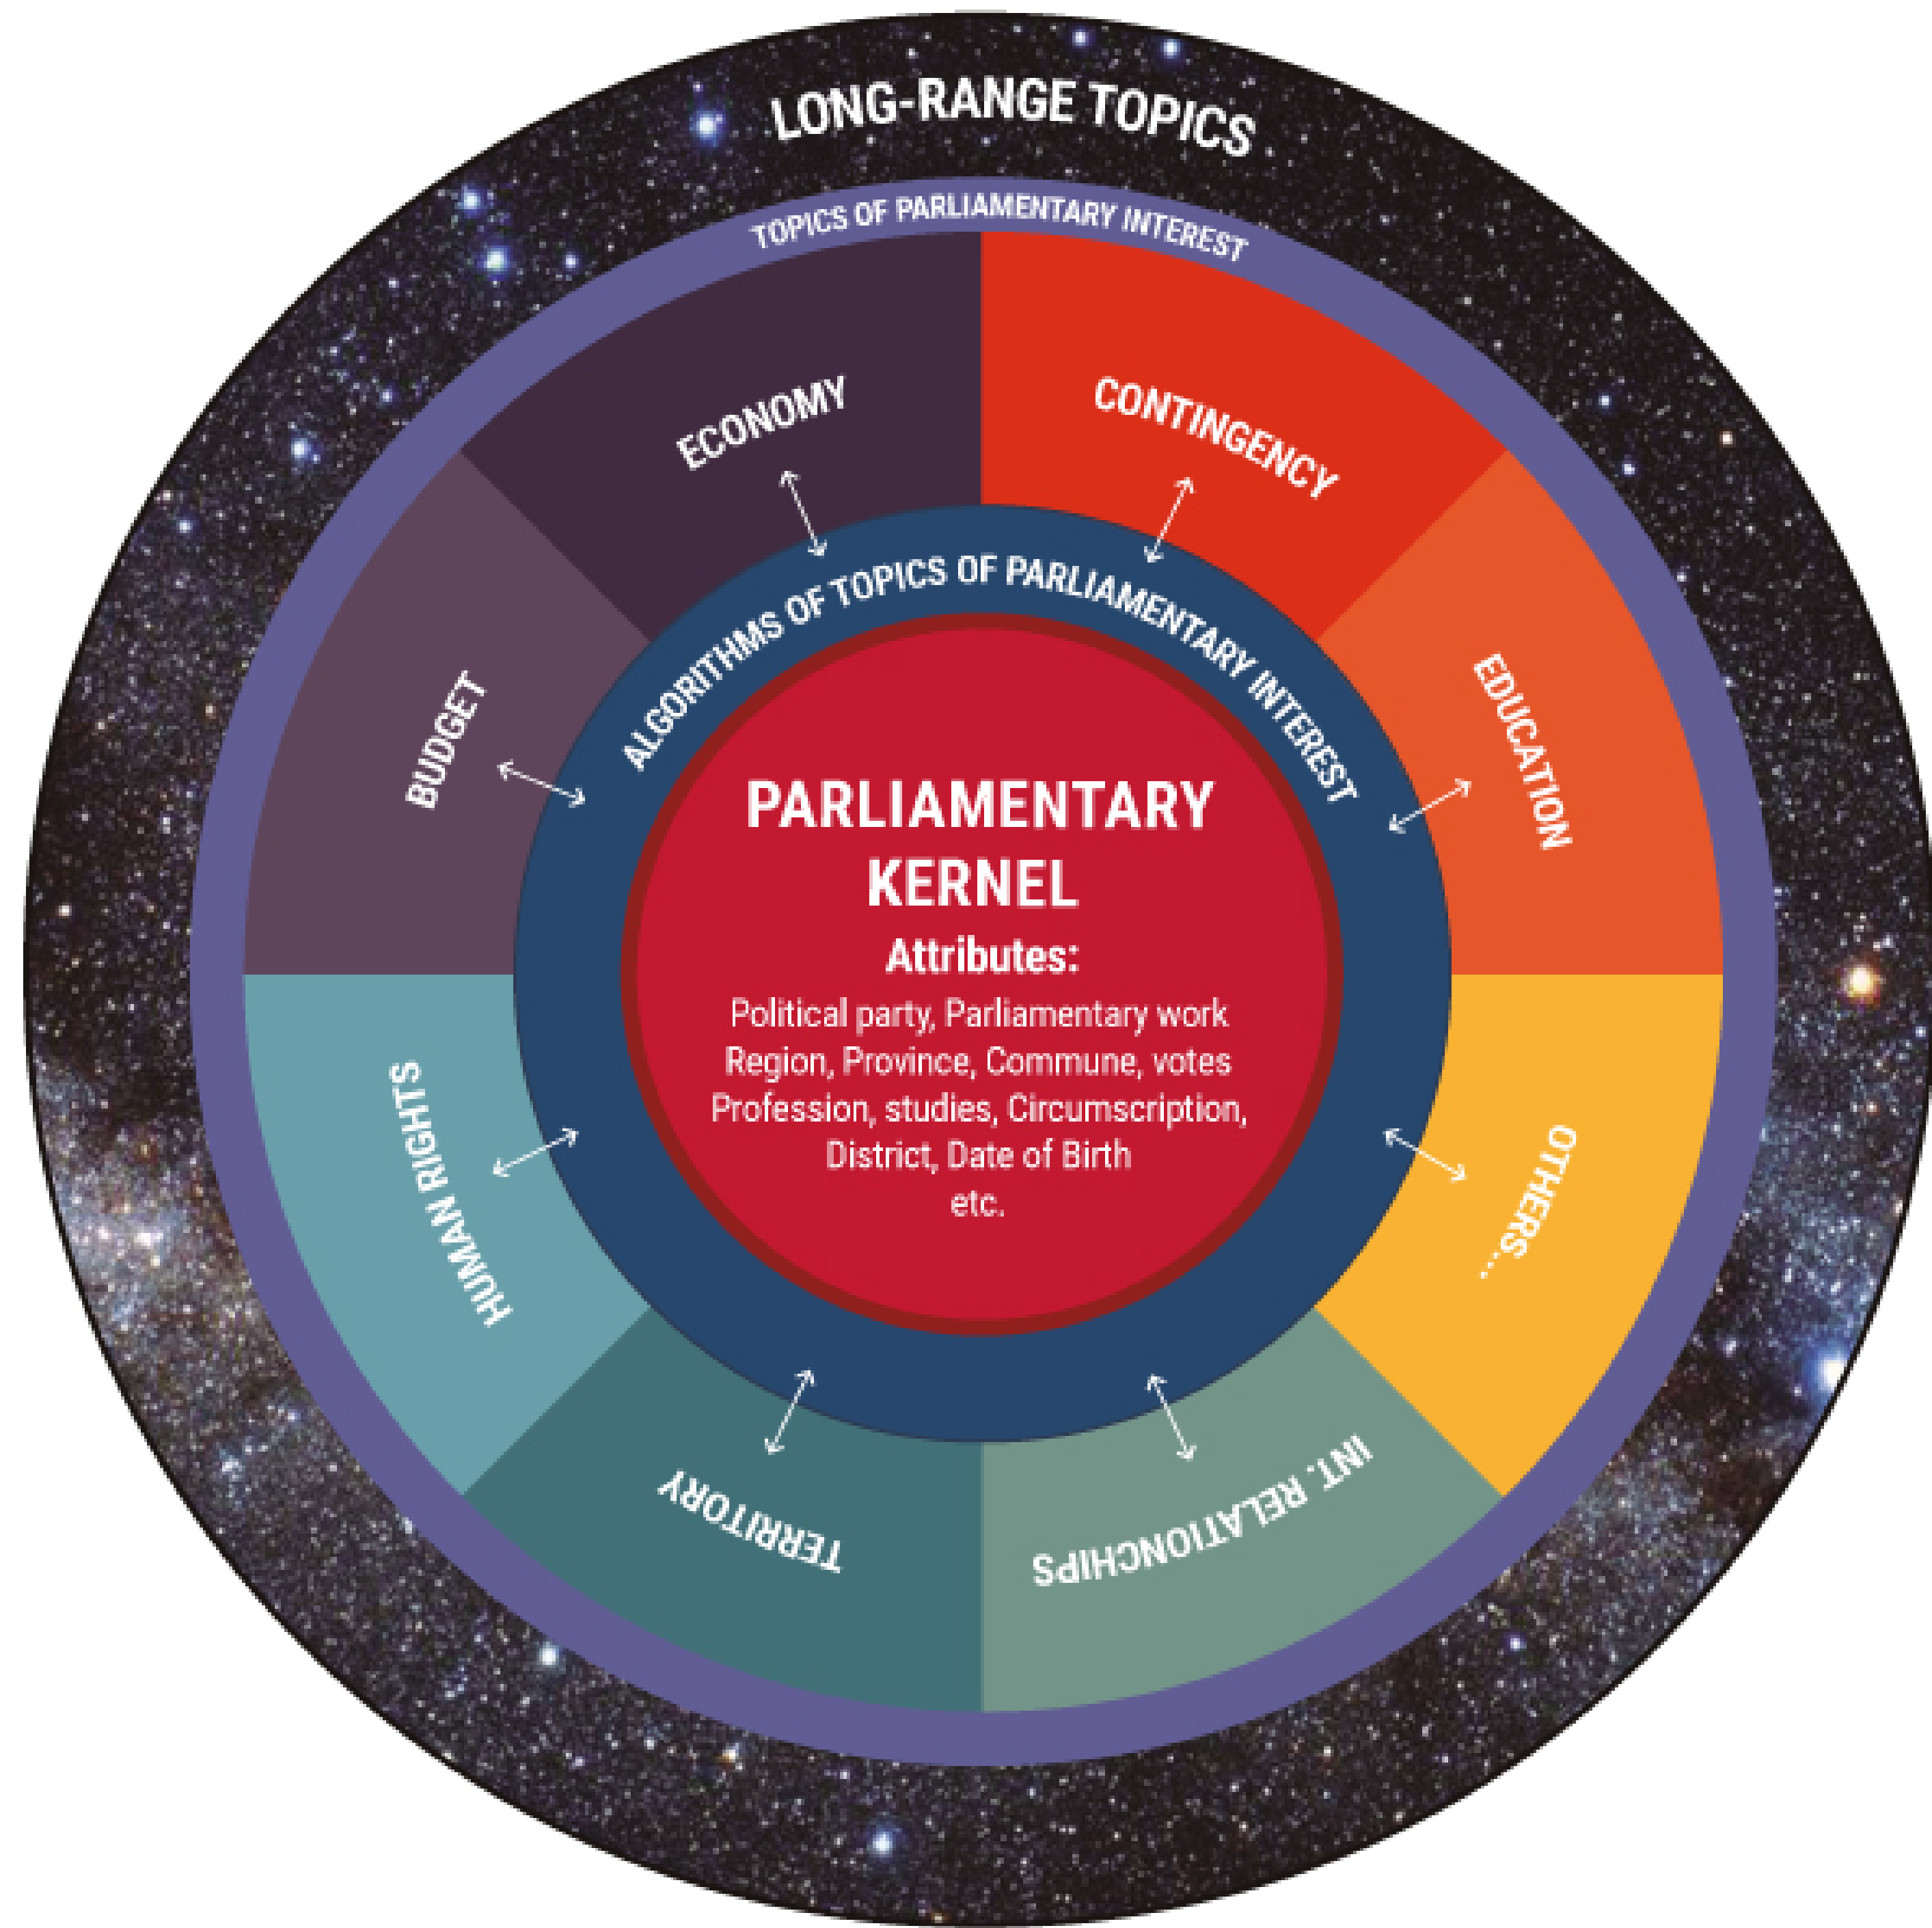 LONG-RANGE TOPICS
TOPICS OF PARLIAMENTARY INTEREST
ECONOMY
CONTINGENCY
EDUCATION
OTHERS...
INT. RELATIONCHIPS
TERRITORY
HUMAN RIGHTS
BUDGET
ALGORITHMS OF TOPICS OF PARLIAMENTARY INTEREST
PARLIAMENTARY
KERNEL
Attributes:
Political party, Parliamentary work
Region, Province, Commune, votes
Profession, studies, Circumscription,
District, Date of Birth
etc.